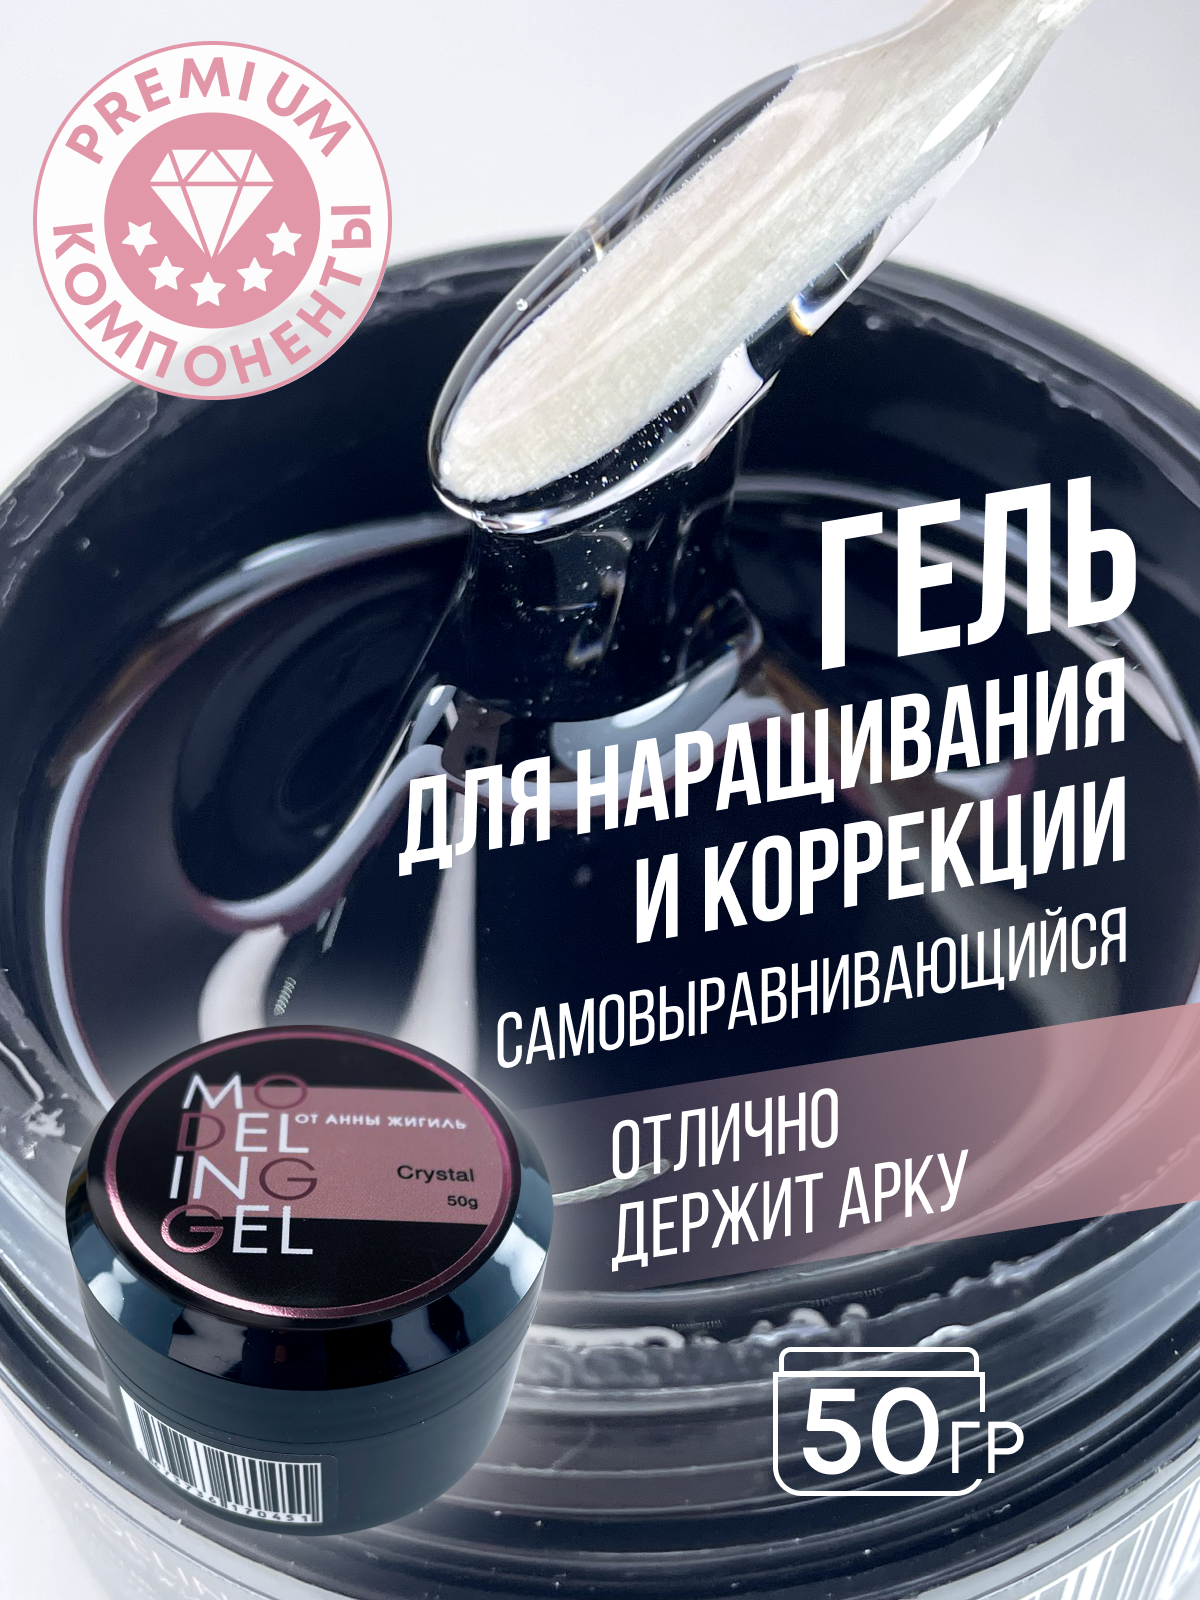 PREMIUM
КОМПОНЕНТЫ
ГЕЛЬ
ДЛЯ НАРАЩИВАНИЯ
И КОРРЕКЦИИ
САМОВЫРАВНИВАЮЩИЙСЯ
ОТЛИЧНО
ДЕРЖИТ АРКУ
MO
DEL
ING
GEL
ОТ АННЫ ЖИГИЛЬ
Crystal
50g
50ГР